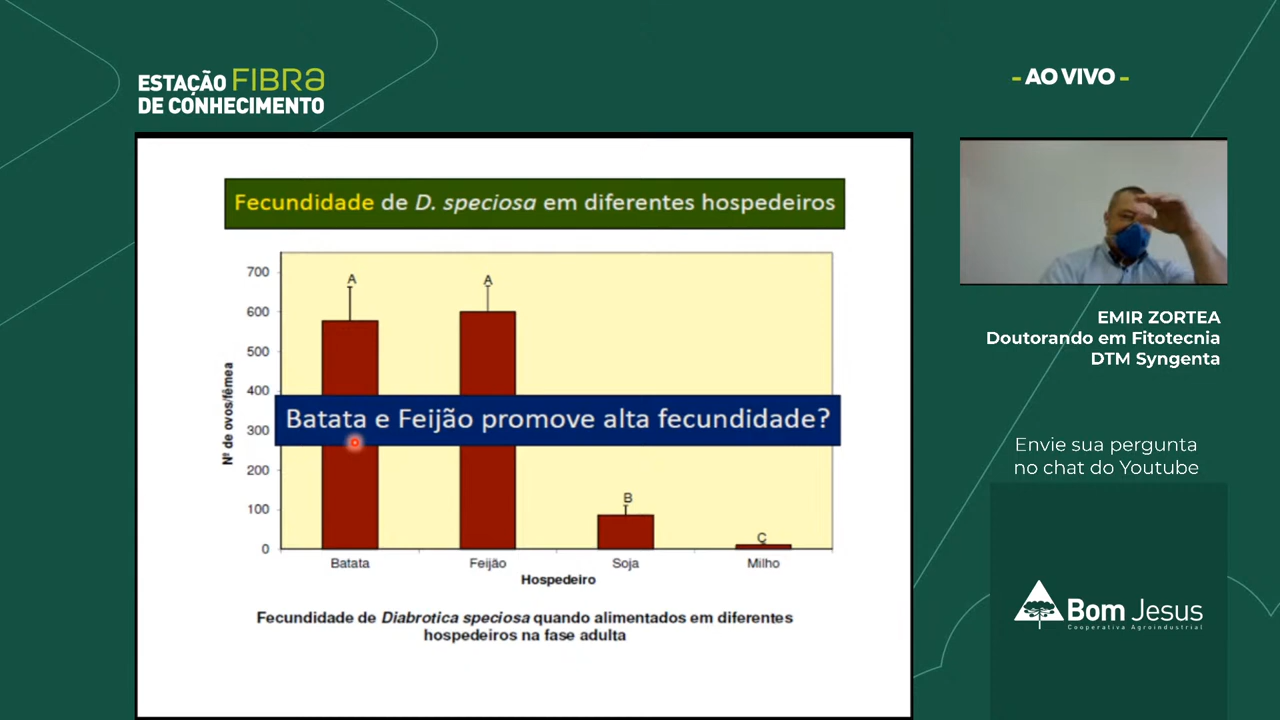 ESTAÇÃO FIBRA
DE CONHECIMENTO
- AO VIVO -
Fecundidade de D. speciosa em diferentes hospedeiros
700
600
500
400
300
200
100
0
Nº de ovos/fêmea
A
A
B
C
Batata e Feijão promove alta fecundidade?
Batata
Feijão
Soja
Milho
Hospedeiro
Fecundidade de Diabrotica speciosa quando alimentados em diferentes
hospedeiros na fase adulta
EMIR ZORTEA
Doutorando em Fitotecnia
DTM Syngenta
Envie sua pergunta
no chat do Youtube
Bom Jesus
Cooperativa Agroindustrial